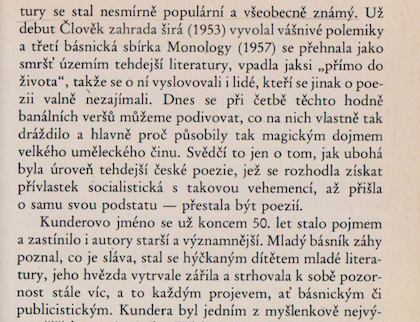 tury se stal nesmírně populární a všeobecně známý. Už
debut Člověk zahrada širá (1953) vyvolal vášnivé polemiky
a třetí básnická sbírka Monology (1957) se přehnala jako
smršť územím tehdejší literatury, vpadla jaksi „přímo do
života“, takže se o ní vyslovovali i lidé, kteří se jinak o poe-
zii valně nezajímali. Dnes se při četbě těchto hodně
banálních veršů můžeme podivovat, co na nich vlastně tak
dráždilo a hlavně proč působily tak magickým dojmem
velkého uměleckého činu. Svědčí to jen o tom, jak ubohá
byla úroveň tehdejší české poezie, jež se rozhodla získat
přívlastek socialistická s takovou vehemencí, až přišla
o samu svou podstatu — přestala být poezií.
Kunderovo jméno se už koncem 50. let stalo pojmem
a zastínilo i autory starší a významnější. Mladý básník záhy
poznal, co je sláva, stal se hýčkaným dítětem mladé litera-
tury, jeho hvězda vytrvale zářila a strhovala k sobě pozor-
nost stále víc, a to každým projevem, ať básnickým či
publicistickým. Kundera byl jedním z myšlenkově nejvý-